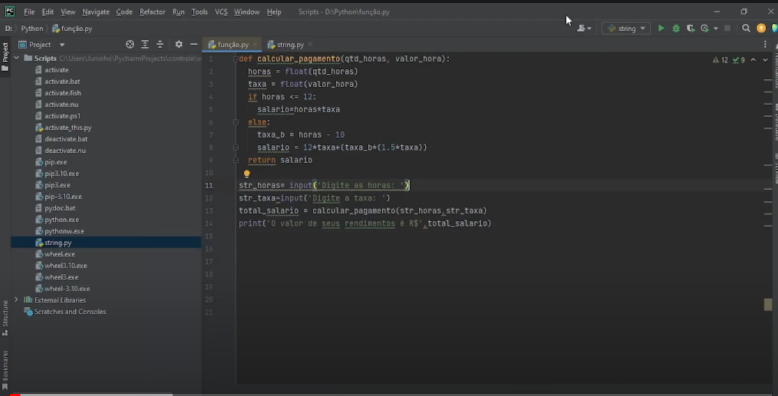 File Edit View Navigate Code Refactor Run Tools VCS Window Help Scripts - D:\Python\função.py
D: Python função.py string
Project função.py string.py
Scripts
activate
activate.bat
activate.fish
activate.nu
activate.ps1
activate_this.py
deactivate.bat
deactivate.nu
pip.exe
pip3.10.exe
pip3.exe
pip-3.10.exe
pydoc.bat
python.exe
pythonw.exe
string.py
wheel.exe
wheel3.10.exe
wheel3.exe
wheel-3.10.exe
External Libraries
Scratches and Consoles
Project
Structure
Bookmarks
12 9
1 def calcular_pagamento(qtd_horas, valor_hora):
2 horas = float(qtd_horas)
3 taxa = float(valor_hora)
4 if horas <= 12:
5 salario=horas*taxa
6 else:
7 taxa_b = horas - 10
8 salario = 12*taxa+(taxa_b*(1.5*taxa))
9 return salario
10
11 str_horas= input('Digite as horas: ')
12 str_taxa=input('Digite a taxa: ')
13 total_salario = calcular_pagamento(str_horas,str_taxa)
14 print('O valor de seus rendimentos é R$',total_salario)
15
16
17
18
19
20
21